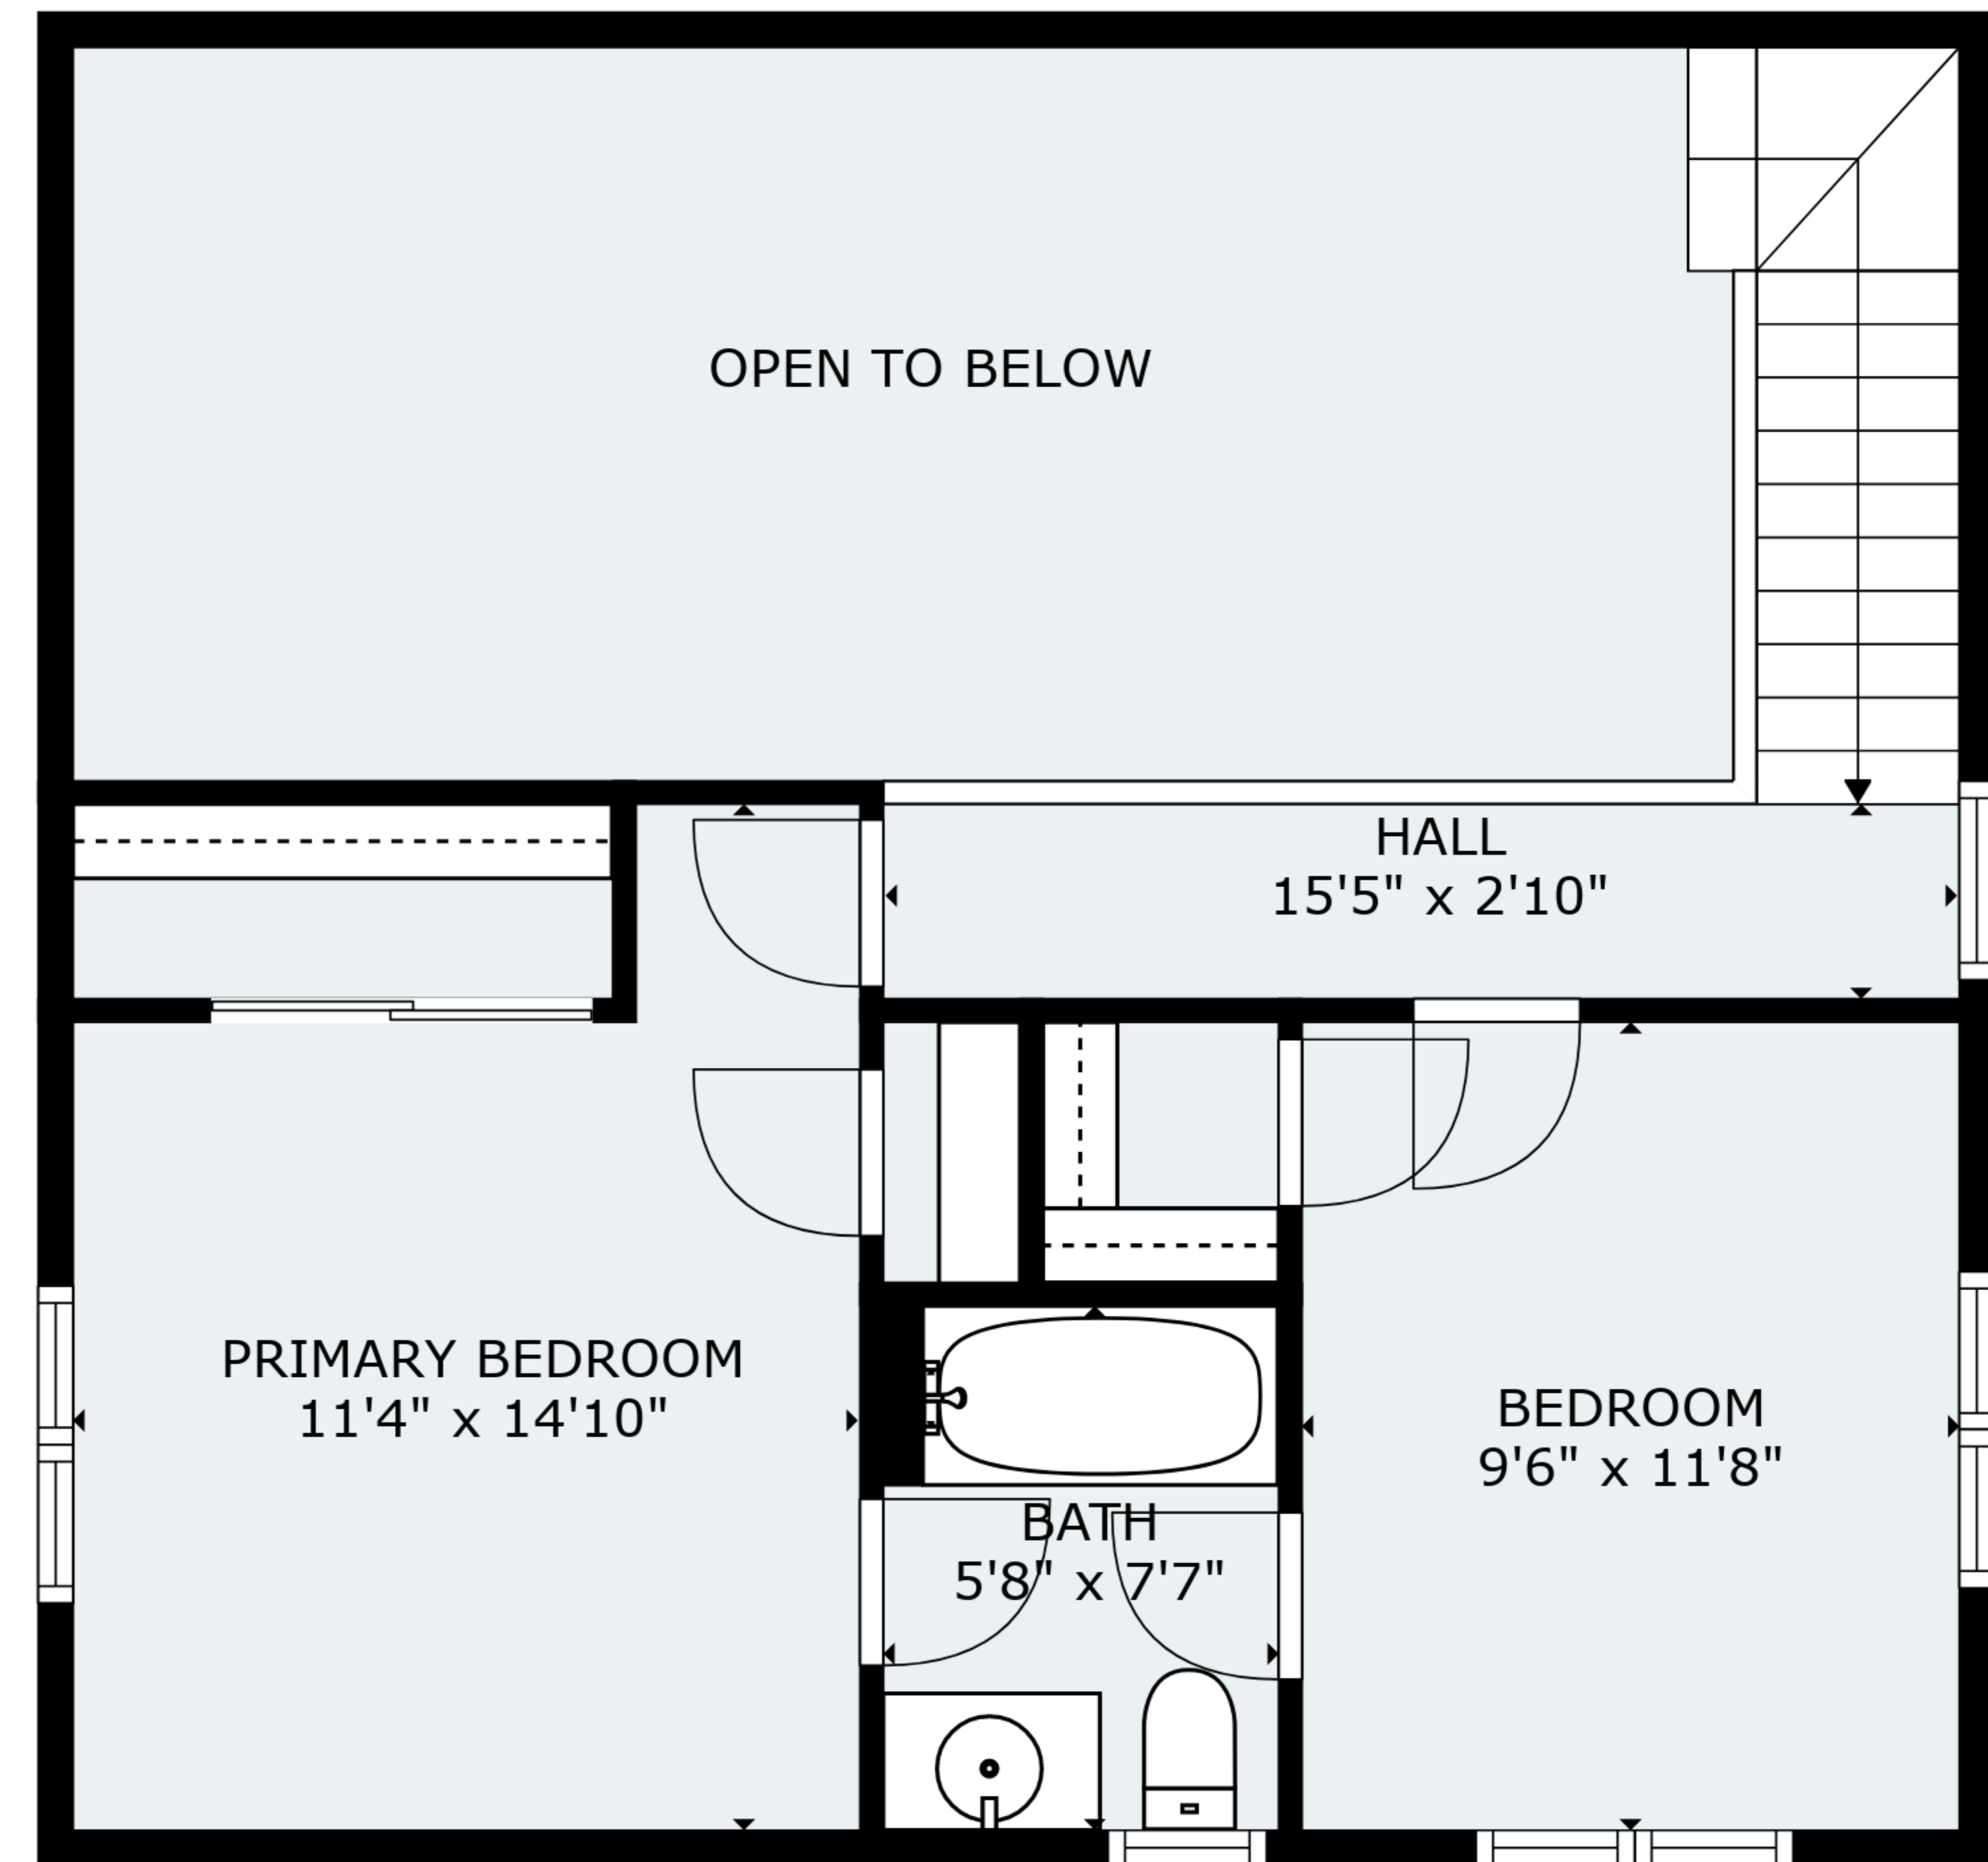 OPEN TO BELOW
HALL
15'5" x 2'10"
PRIMARY BEDROOM
11'4" x 14'10"
BEDROOM
9'6" x 11'8"
BATH
5'8" x 7'7"